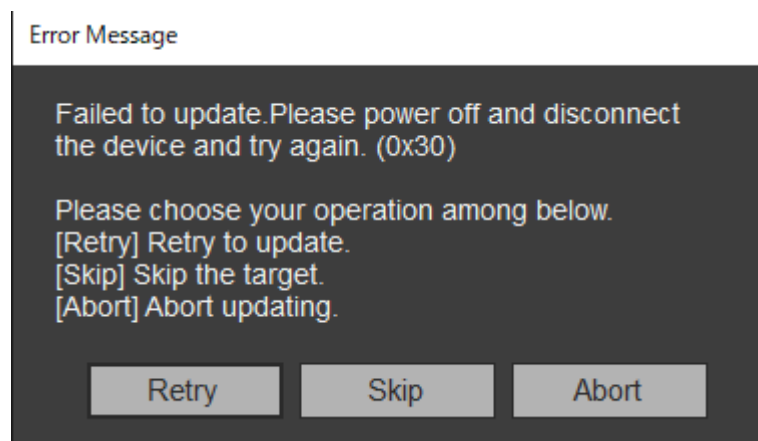 Error Message
Failed to update.Please power off and disconnect
the device and try again. (0x30)
Please choose your operation among below.
[Retry] Retry to update.
[Skip] Skip the target.
[Abort] Abort updating.
Retry Skip Abort